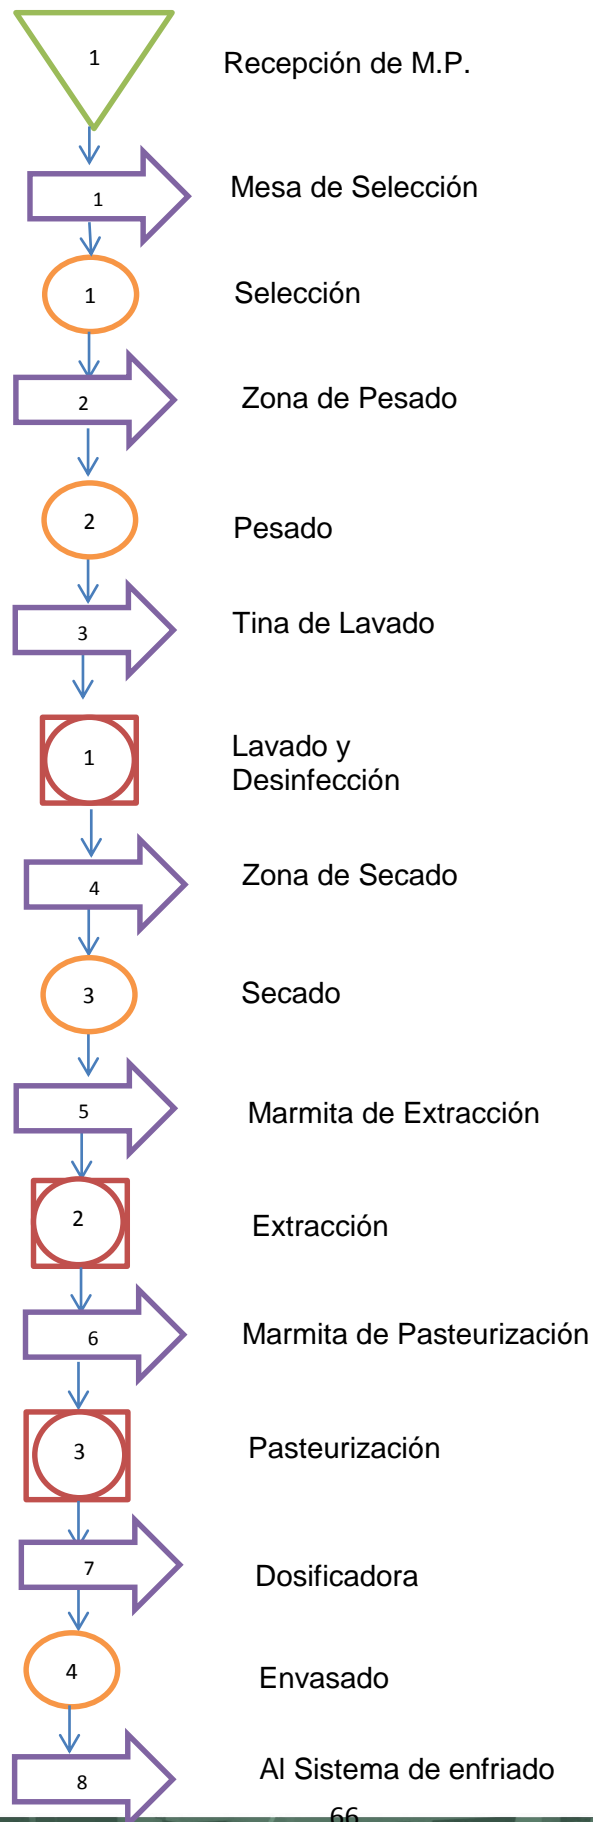 1
Recepción de M.P.
1
Mesa de Selección
1
Selección
2
Zona de Pesado
2
Pesado
3
Tina de Lavado
1
Lavado y
Desinfección
4
Zona de Secado
3
Secado
5
Marmita de Extracción
2
Extracción
6
Marmita de Pasteurización
3
Pasteurización
7
Dosificadora
4
Envasado
8
Al Sistema de enfriado
66